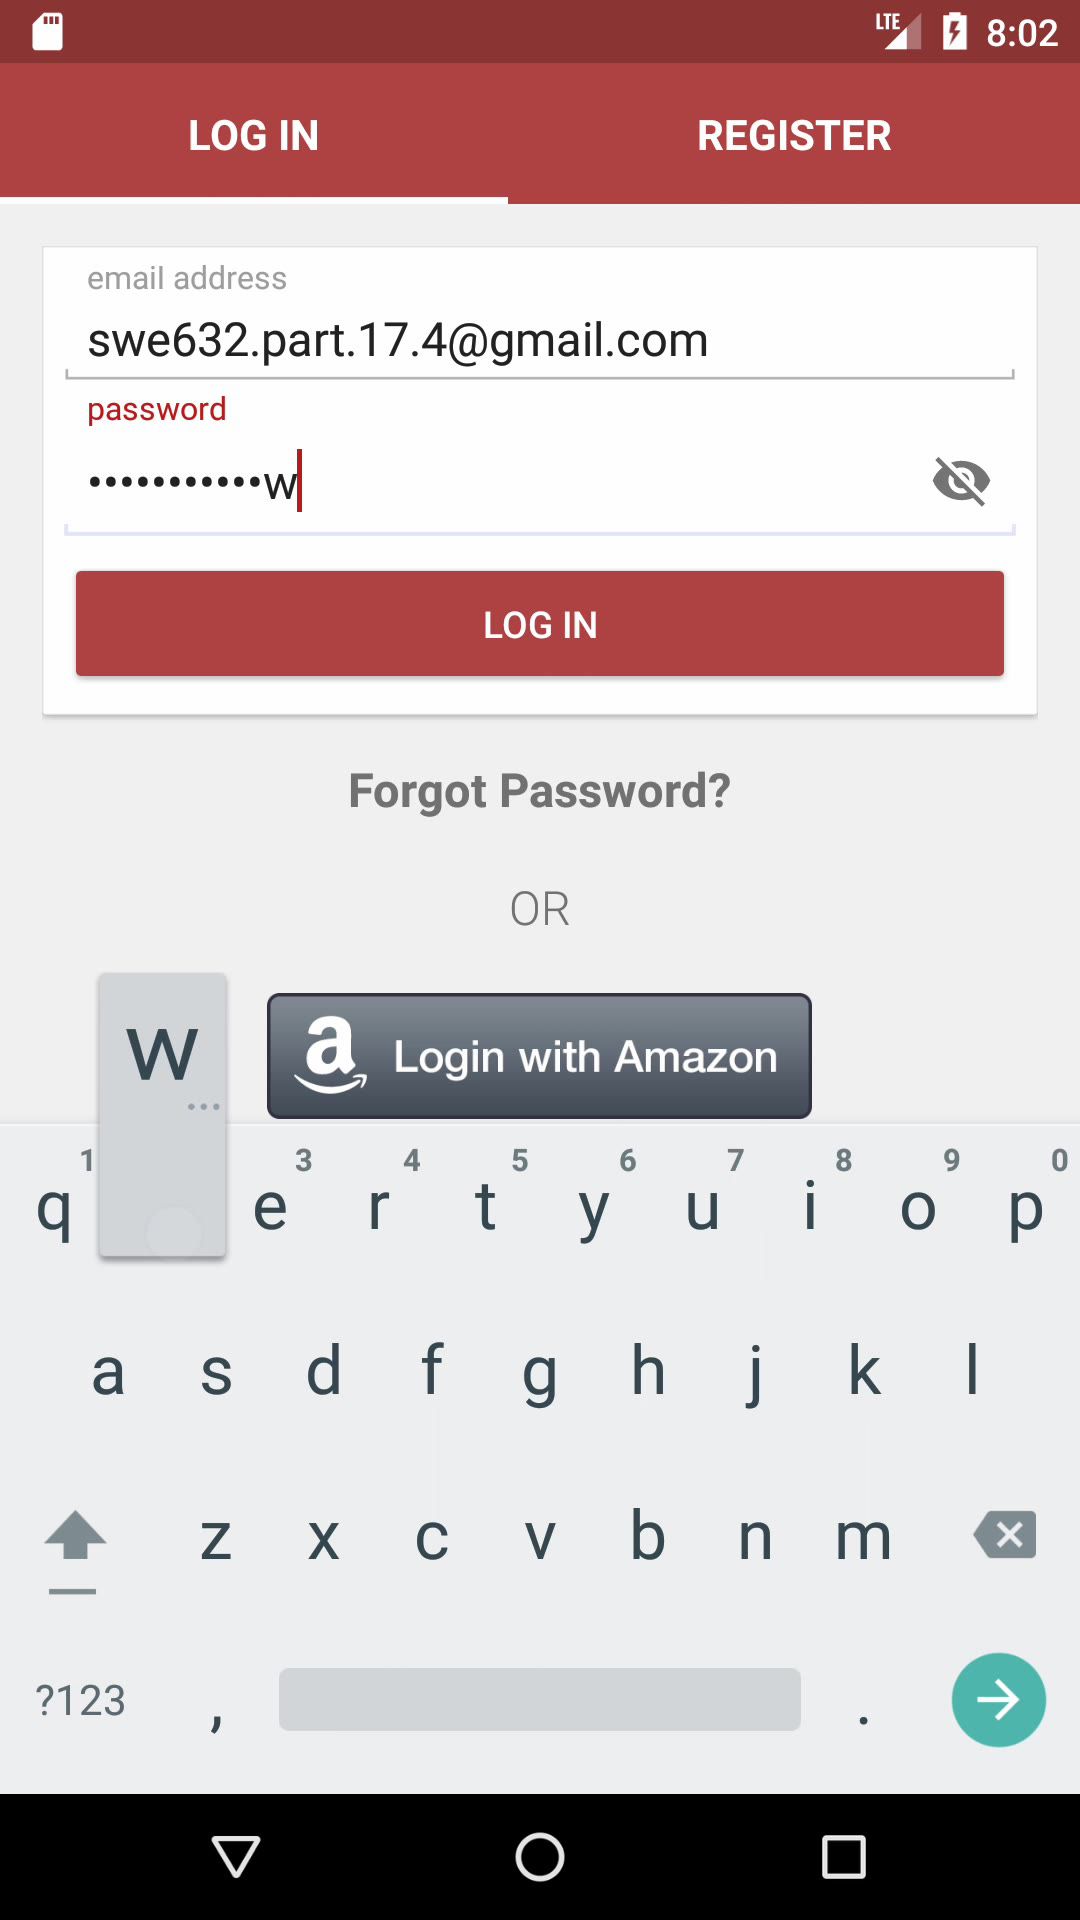 LTE 8:02
LOG IN REGISTER
email address
swe632.part.17.4@gmail.com
password
•••••••••••w
LOG IN
Forgot Password?
OR
w
...
a Login with Amazon
1 3 4 5 6 7 8 9 0
q e r t y u i o p
a s d f g h j k l
z x c v b n m
?123 , .